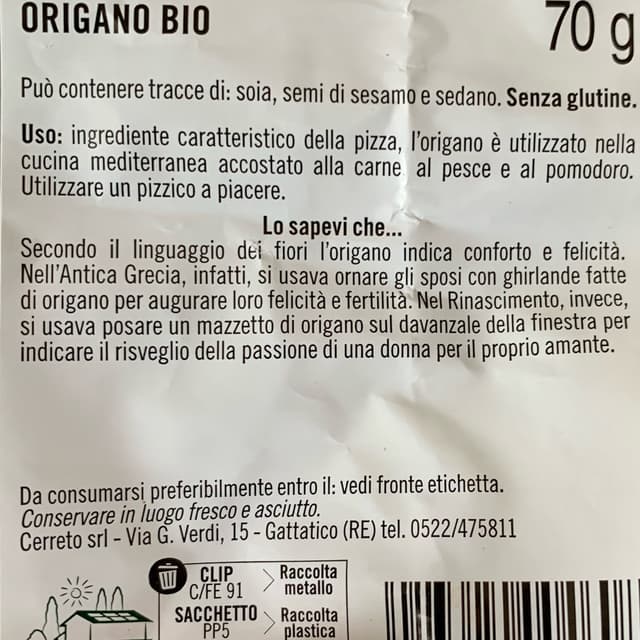 ORIGANO BIO 70 g
Può contenere tracce di: soia, semi di sesamo e sedano. Senza glutine.
Uso: ingrediente caratteristico della pizza, l'origano è utilizzato nella
cucina mediterranea accostato alla carne al pesce e al pomodoro.
Utilizzare un pizzico a piacere.
Lo sapevi che...
Secondo il linguaggio dei fiori l'origano indica conforto e felicità.
Nell'Antica Grecia, infatti, si usava ornare gli sposi con ghirlande fatte
di origano per augurare loro felicità e fertilità. Nel Rinascimento, invece,
si usava posare un mazzetto di origano sul davanzale della finestra per
indicare il risveglio della passione di una donna per il proprio amante.
Da consumarsi preferibilmente entro il: vedi fronte etichetta.
Conservare in luogo fresco e asciutto.
Cerreto srl - Via G. Verdi, 15 - Gattatico (RE) tel. 0522/475811
CLIP Raccolta
C/FE 91 metallo
SACCHETTO Raccolta
PP5 plastica